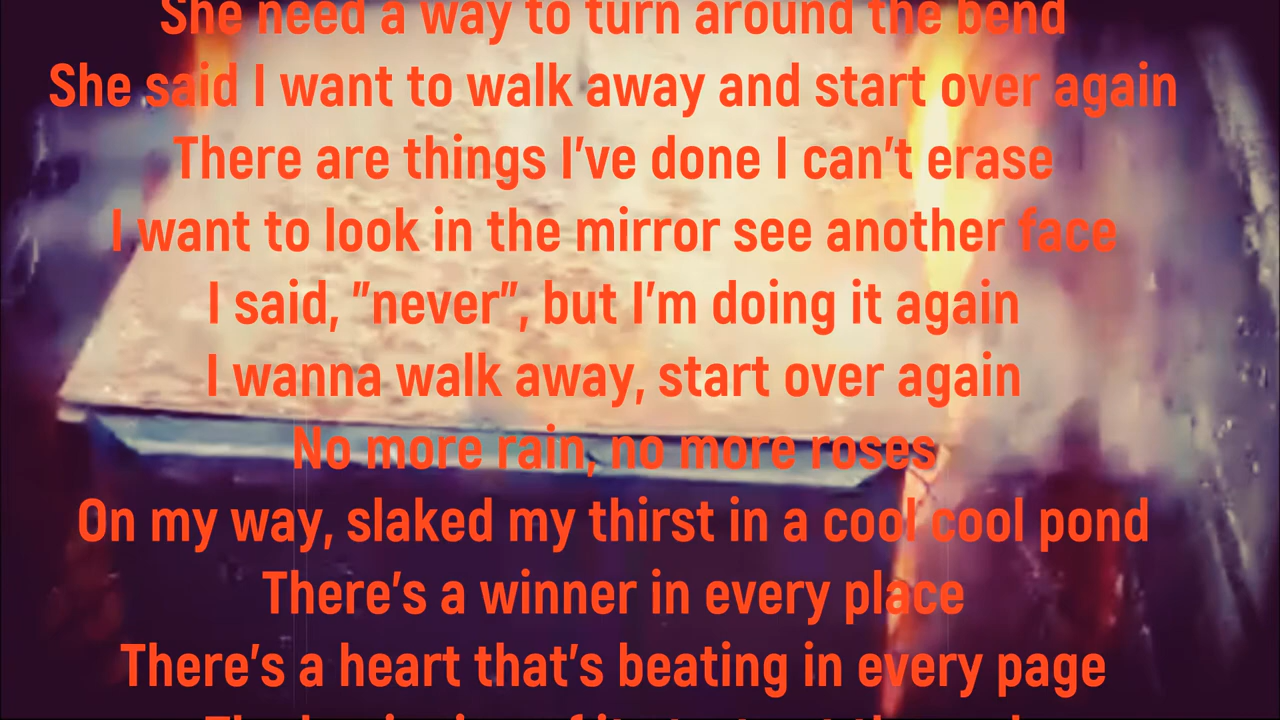 She need a way to turn around the bend
She said I want to walk away and start over again
There are things I've done I can't erase
I want to look in the mirror see another face
I said, "never", but I'm doing it again
I wanna walk away, start over again
No more rain, no more roses
On my way, slaked my thirst in a cool cool pond
There's a winner in every place
There's a heart that's beating in every page